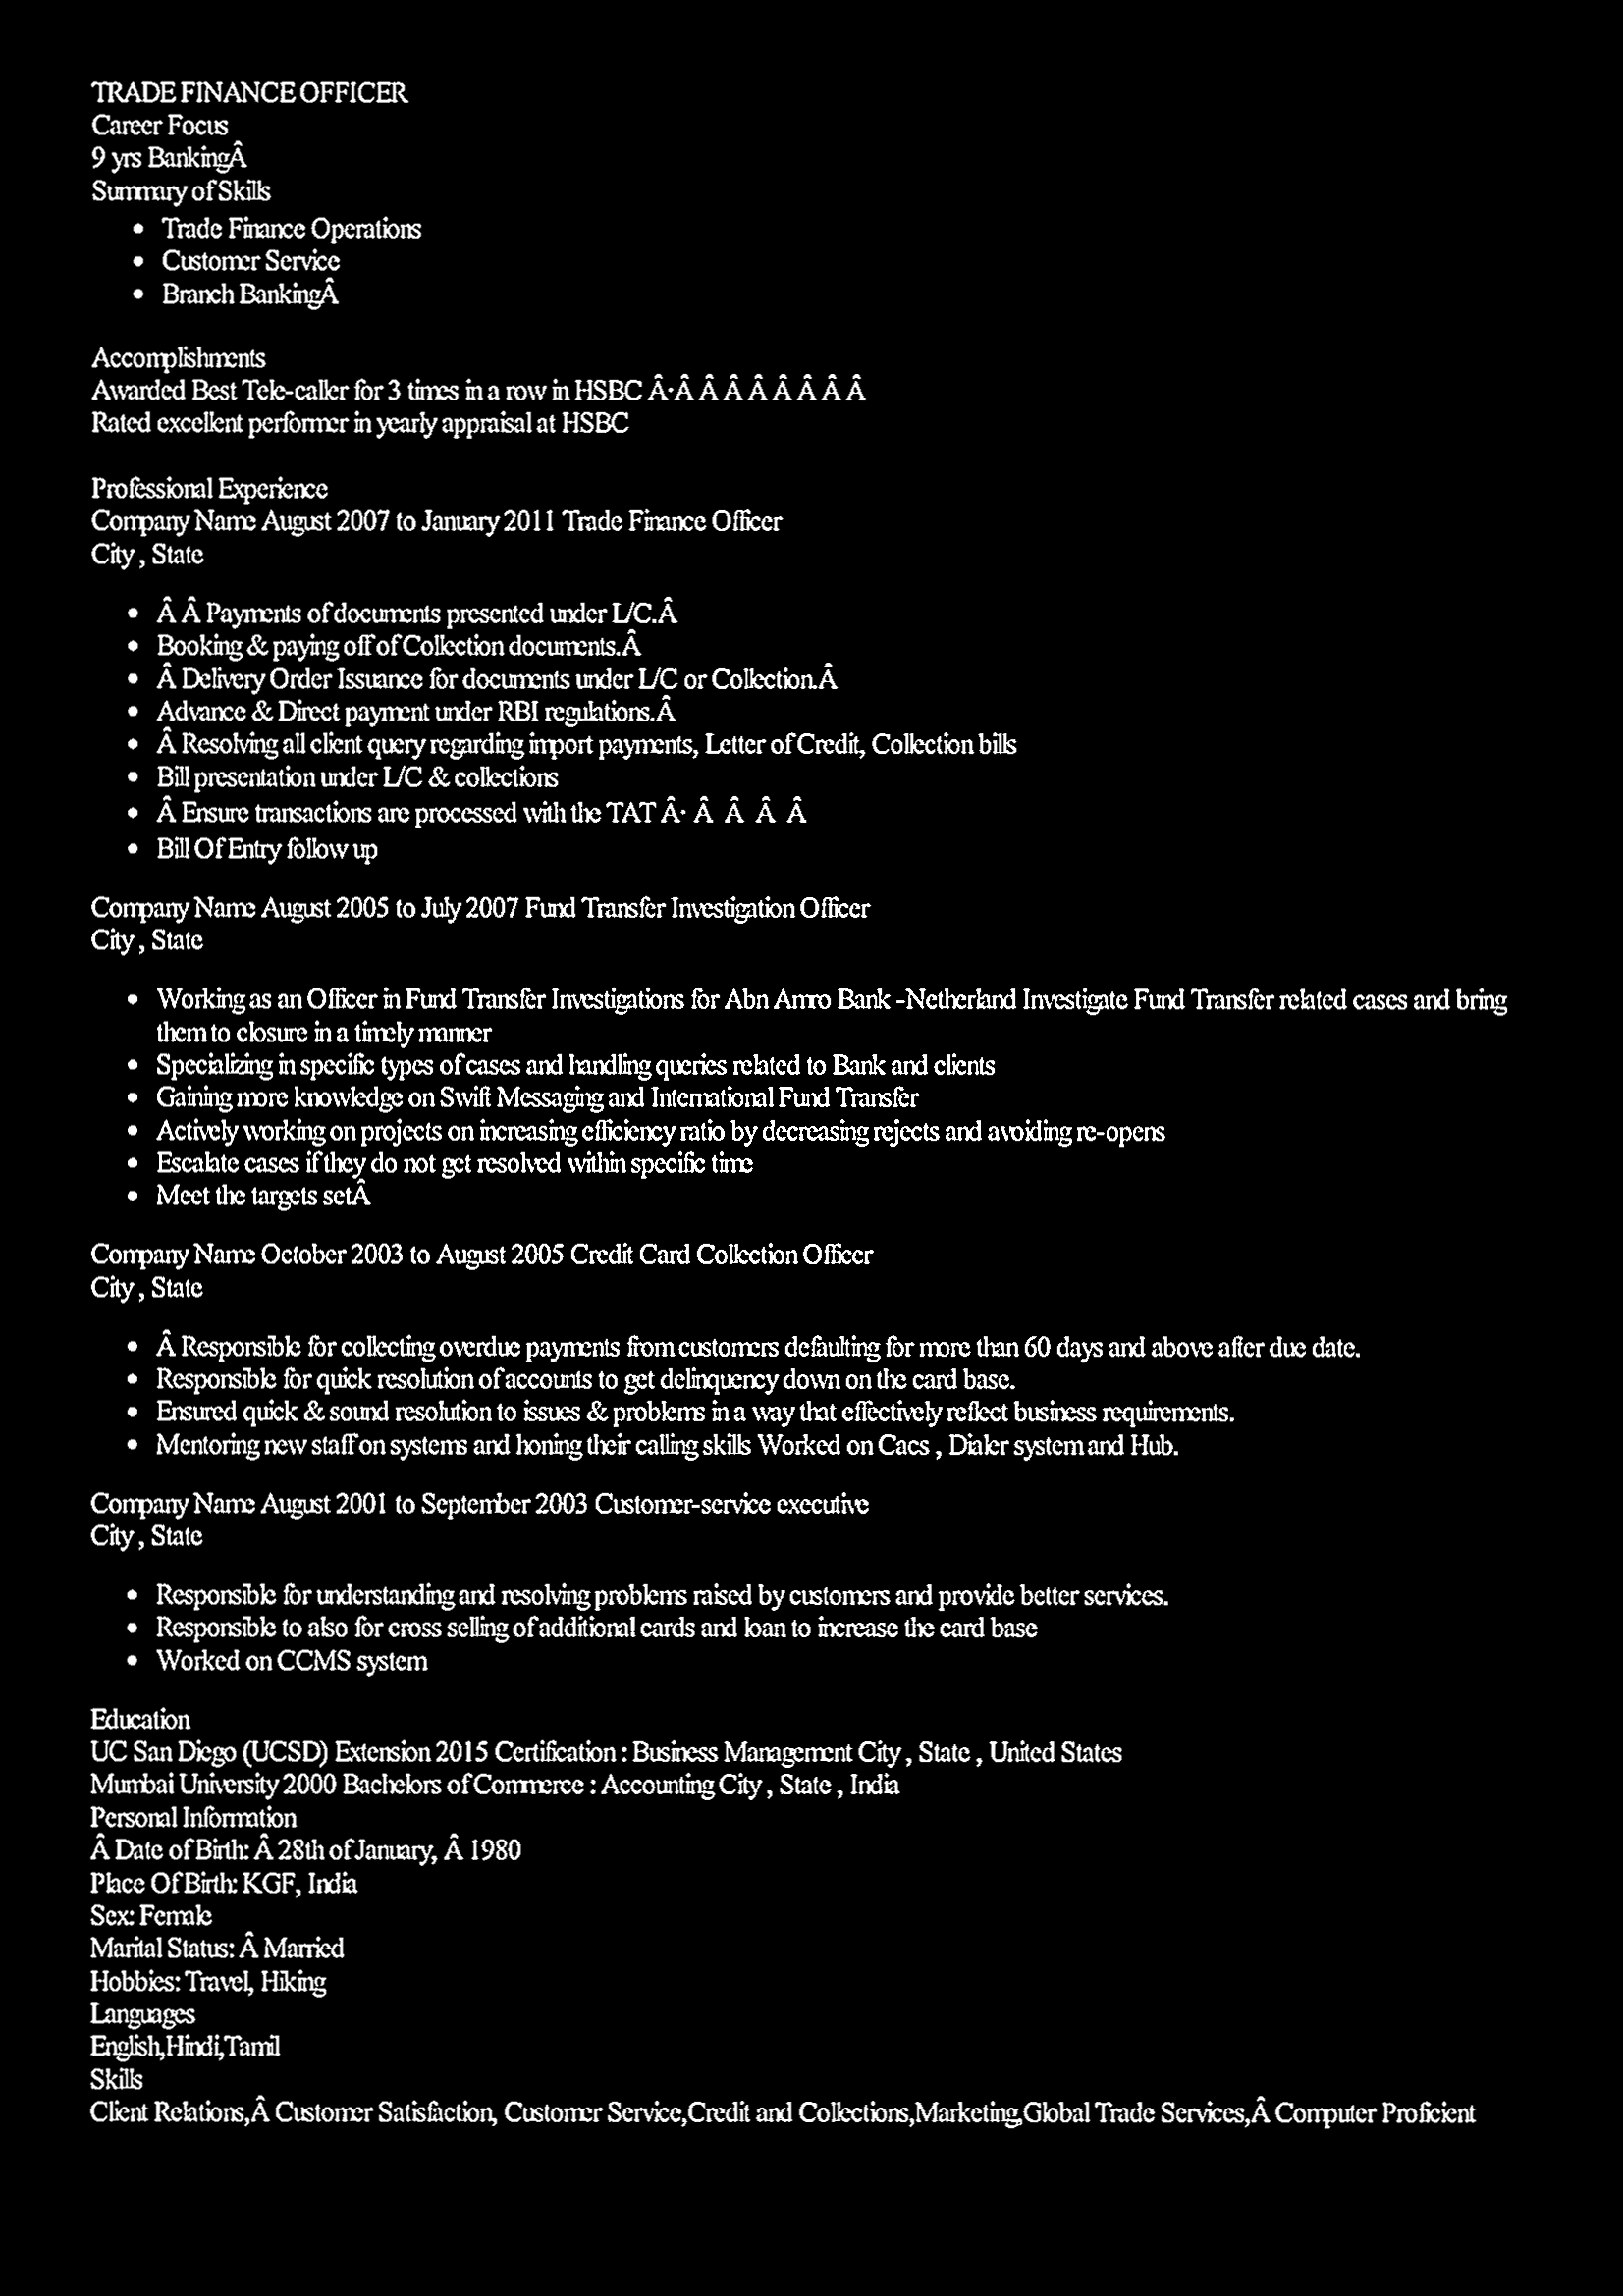 TRADE FINANCE OFFICER
Career Focus
9 yrs BankingÂ
Summary of Skills
• Trade Finance Operations
• Customer Service
• Branch BankingÂ
Accomplishments
Awarded Best Tele-caller for 3 times in a row in HSBC Â·Â Â Â Â Â Â Â Â
Rated excellent performer in yearly appraisal at HSBC
Professional Experience
Company Name August 2007 to January 2011 Trade Finance Officer
City , State
• Â Â Payments of documents presented under L/C.Â
• Booking & paying off of Collection documents.Â
• Â Delivery Order Issuance for documents under L/C or Collection.Â
• Advance & Direct payment under RBI regulations.Â
• Â Resolving all client query regarding import payments, Letter of Credit, Collection bills
• Bill presentation under L/C & collections
• Â Ensure transactions are processed with the TAT Â· Â Â Â Â
• Bill Of Entry follow up
Company Name August 2005 to July 2007 Fund Transfer Investigation Officer
City , State
• Working as an Officer in Fund Transfer Investigations for Abn Amro Bank -Netherland Investigate Fund Transfer related cases and bring
them to closure in a timely manner
• Specializing in specific types of cases and handling queries related to Bank and clients
• Gaining more knowledge on Swift Messaging and International Fund Transfer
• Actively working on projects on increasing efficiency ratio by decreasing rejects and avoiding re-opens
• Escalate cases if they do not get resolved within specific time
• Meet the targets setÂ
Company Name October 2003 to August 2005 Credit Card Collection Officer
City , State
• Â Responsible for collecting overdue payments from customers defaulting for more than 60 days and above after due date.
• Responsible for quick resolution of accounts to get delinquency down on the card base.
• Ensured quick & sound resolution to issues & problems in a way that effectively reflect business requirements.
• Mentoring new staff on systems and honing their calling skills Worked on Cacs , Dialer system and Hub.
Company Name August 2001 to September 2003 Customer-service executive
City , State
• Responsible for understanding and resolving problems raised by customers and provide better services.
• Responsible to also for cross selling of additional cards and loan to increase the card base
• Worked on CCMS system
Education
UC San Diego (UCSD) Extension 2015 Certification : Business Management City , State , United States
Mumbai University 2000 Bachelors of Commerce : Accounting City , State , India
Personal Information
Â Date of Birth: Â 28th of January, Â 1980
Place Of Birth: KGF, India
Sex: Female
Marital Status: Â Married
Hobbies: Travel, Hiking
Languages
English,Hindi,Tamil
Skills
Client Relations,Â Customer Satisfaction, Customer Service,Credit and Collections,Marketing,Global Trade Services,Â Computer Proficient